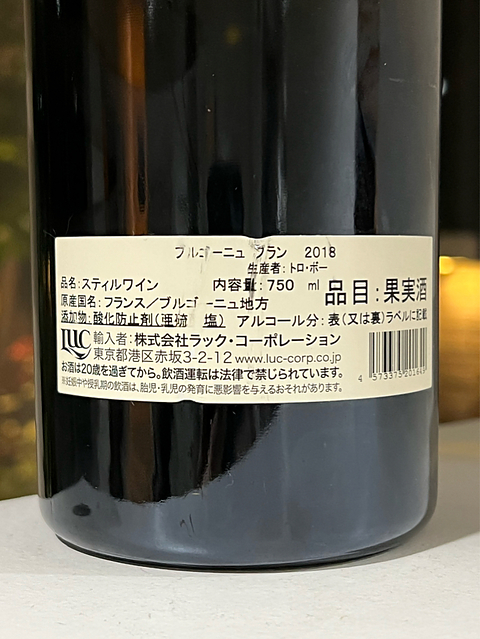 ブルゴーニュ ブラン 2018
生産者：トロ・ボー
品名：スティルワイン 内容量：750 ml 品目：果実酒
原産国名：フランス／ブルゴーニュ地方
添加物：酸化防止剤（亜硫 塩） アルコール分：表（又は裏）ラベルに記載
LUC 輸入者：株式会社ラック・コーポレーション
東京都港区赤坂3-2-12 www.luc-corp.co.jp
お酒は20歳を過ぎてから。飲酒運転は法律で禁じられています。
※妊娠中や授乳期の飲酒は、胎児・乳児の発育に悪影響を与えるおそれがあります。